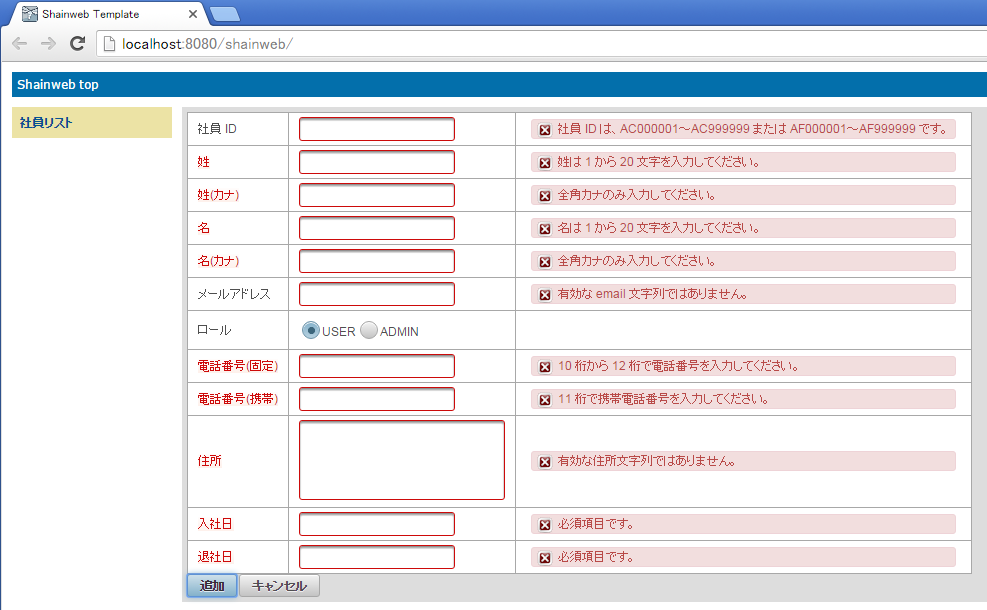 Shainweb Template
localhost:8080/shainweb/
Shainweb top
社員リスト
社員 ID 社員 IDは、AC000001～AC999999 または AF000001～AF999999 です。
姓 姓は 1 から 20 文字を入力してください。
姓(カナ) 全角カナのみ入力してください。
名 名は 1 から 20 文字を入力してください。
名(カナ) 全角カナのみ入力してください。
メールアドレス 有効な email 文字列ではありません。
ロール USER ADMIN
電話番号(固定) 10 桁から 12 桁で電話番号を入力してください。
電話番号(携帯) 11 桁で携帯電話番号を入力してください。
住所 有効な住所文字列ではありません。
入社日 必須項目です。
退社日 必須項目です。
追加 キャンセル